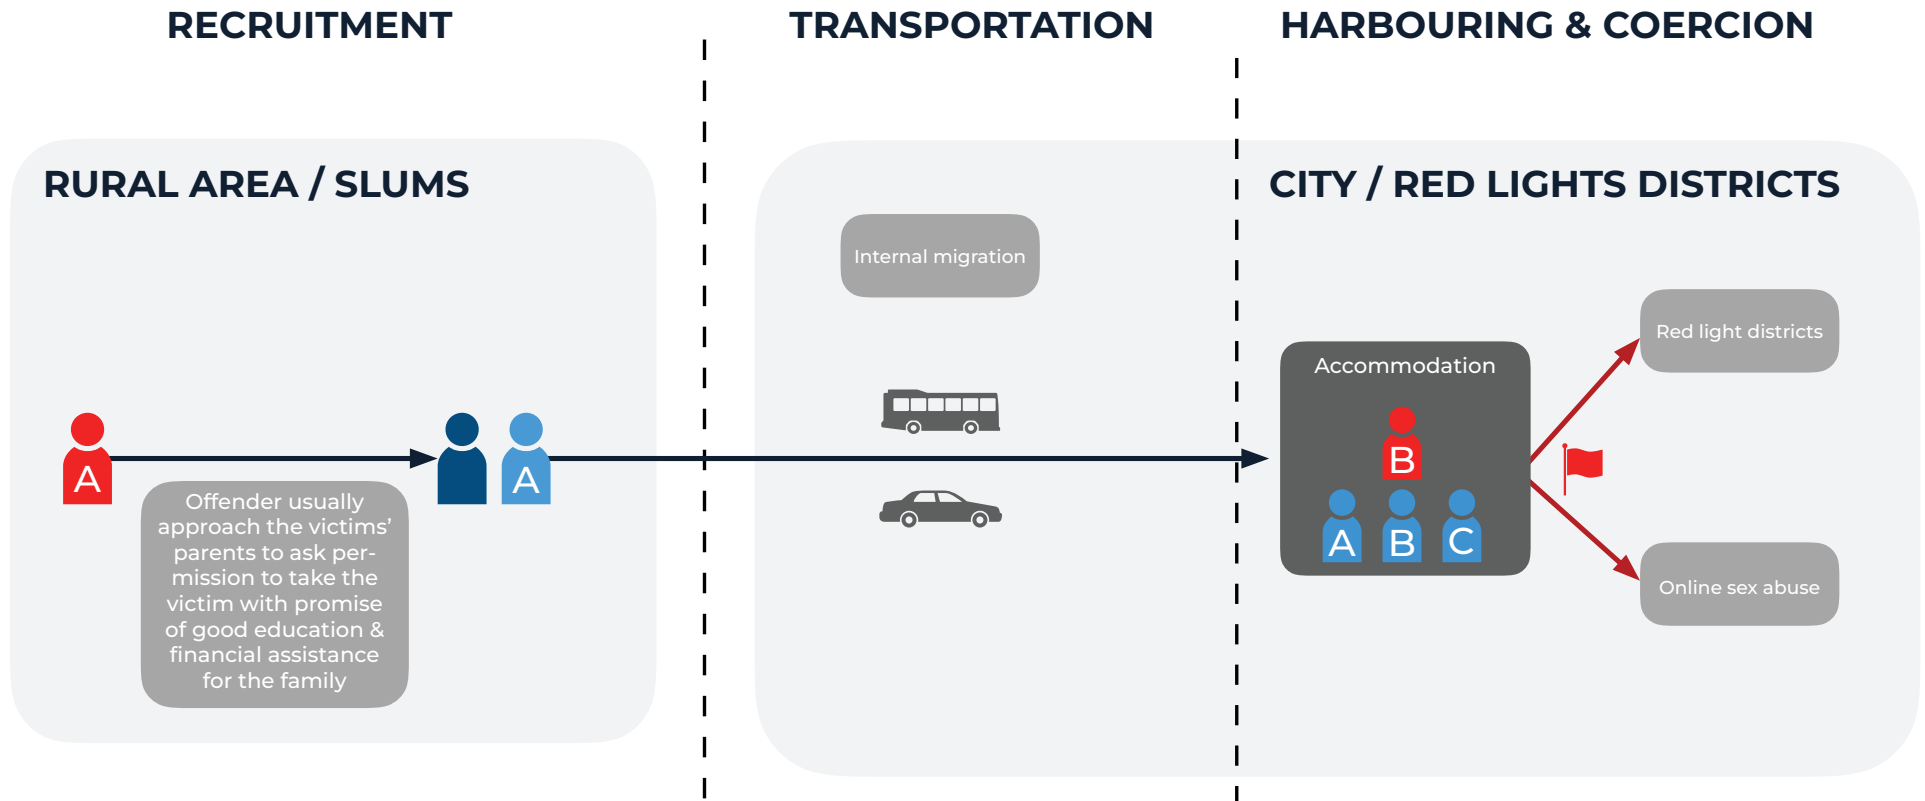 RECRUITMENT
TRANSPORTATION
HARBOURING & COERCION
RURAL AREA / SLUMS
A
A
Offender usually
approach the victims’
parents to ask per-
mission to take the
victim with promise
of good education &
financial assistance
for the family
Internal migration
CITY / RED LIGHTS DISTRICTS
Accommodation
B
A B C
Red light districts
Online sex abuse